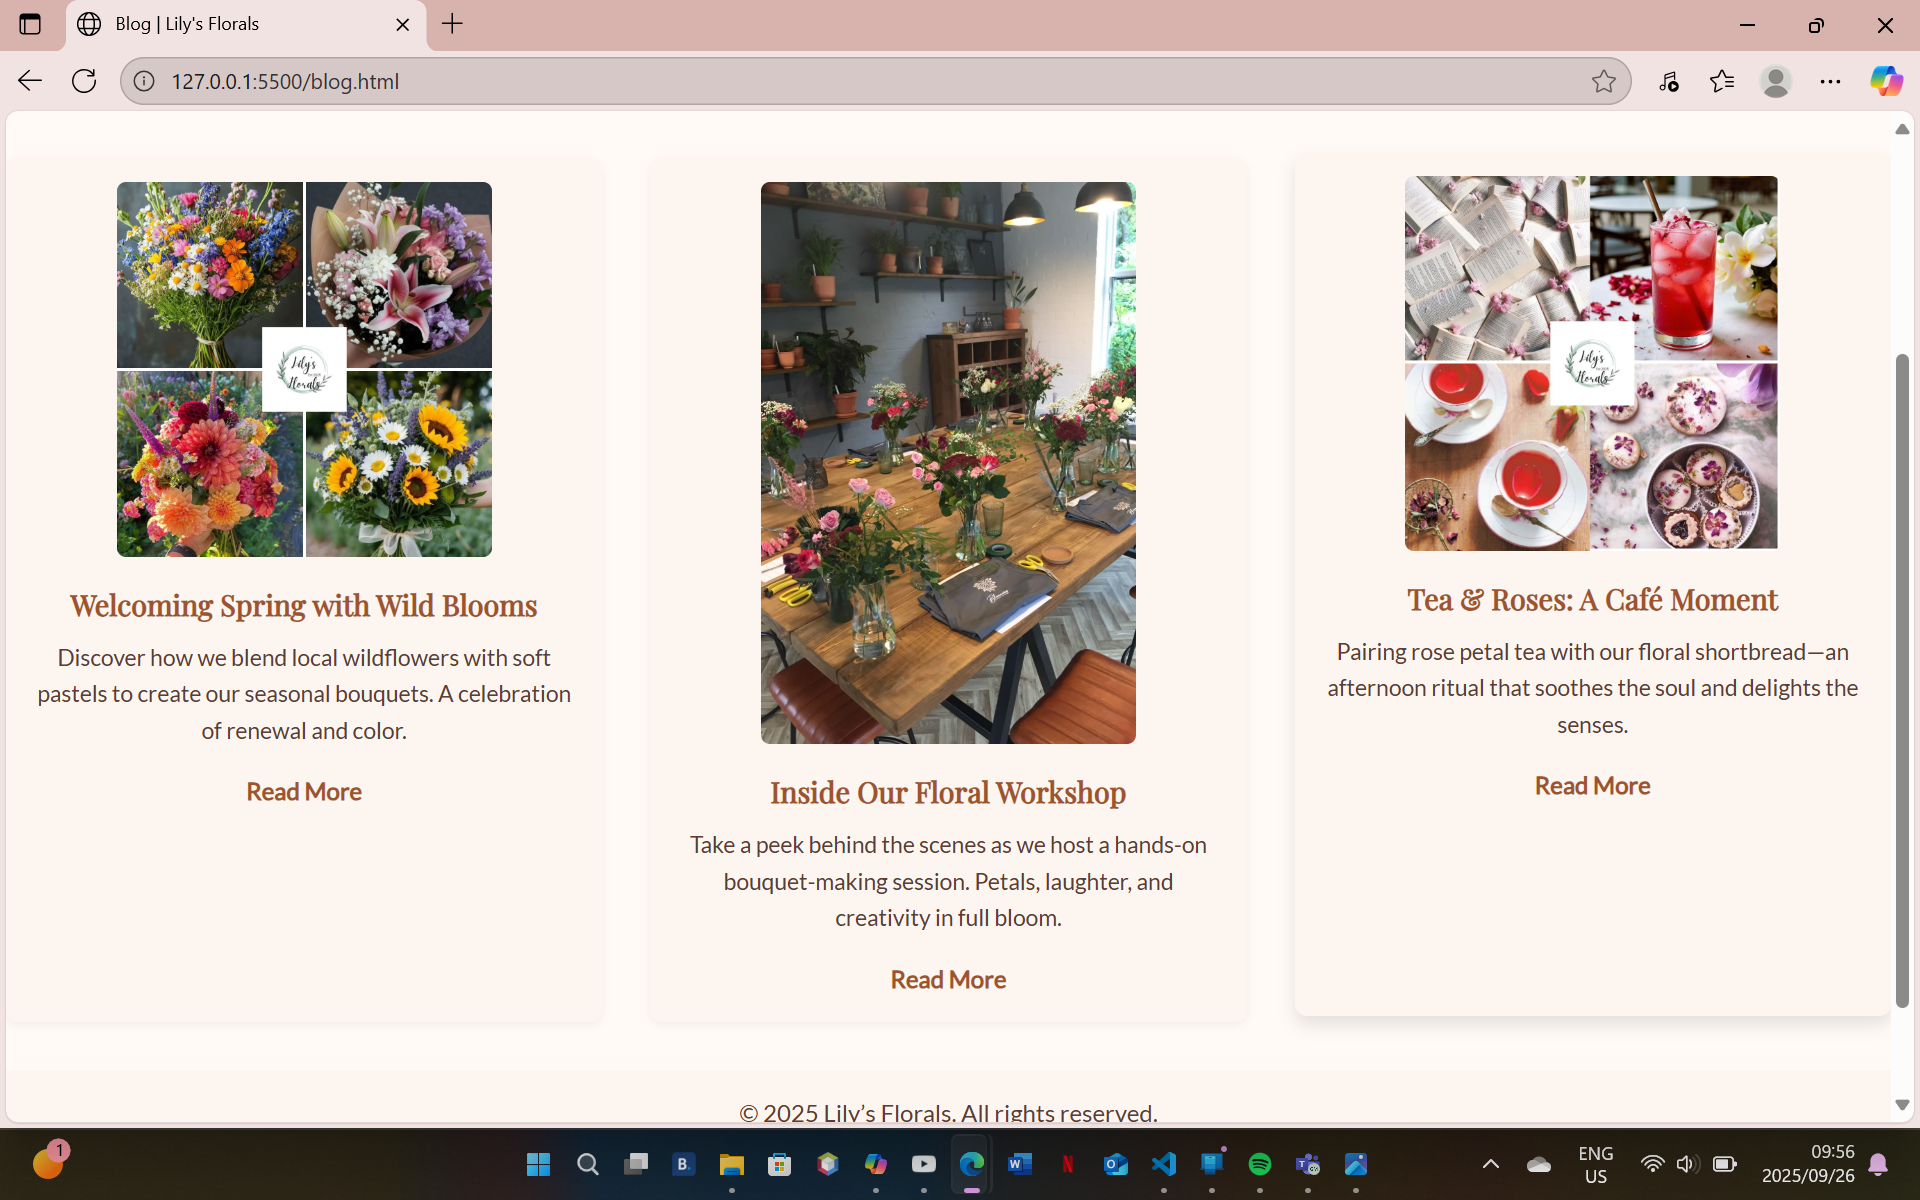 Blog | Lily's Florals
127.0.0.1:5500/blog.html
Lily's
Florals
Welcoming Spring with Wild Blooms
Discover how we blend local wildflowers with soft
pastels to create our seasonal bouquets. A celebration
of renewal and color.
Read More
Inside Our Floral Workshop
Take a peek behind the scenes as we host a hands-on
bouquet-making session. Petals, laughter, and
creativity in full bloom.
Read More
Lily's
Florals
Tea & Roses: A Café Moment
Pairing rose petal tea with our floral shortbread—an
afternoon ritual that soothes the soul and delights the
senses.
Read More
© 2025 Lily’s Florals. All rights reserved.
1
B.
W
N
O
T
ENG
US
09:56
2025/09/26